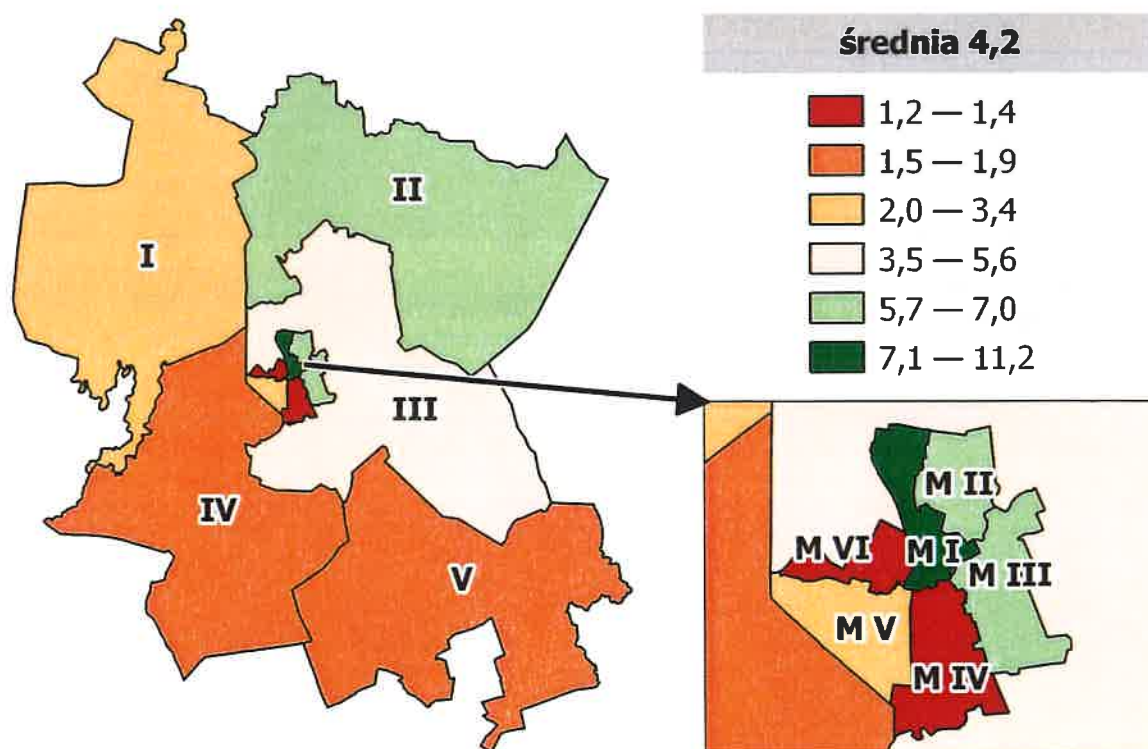 średnia 4,2
1,2 — 1,4
1,5 — 1,9
2,0 — 3,4
3,5 — 5,6
5,7 — 7,0
7,1 — 11,2
I
II
III
IV
V
M II
M VI
M I
M III
M V
M IV